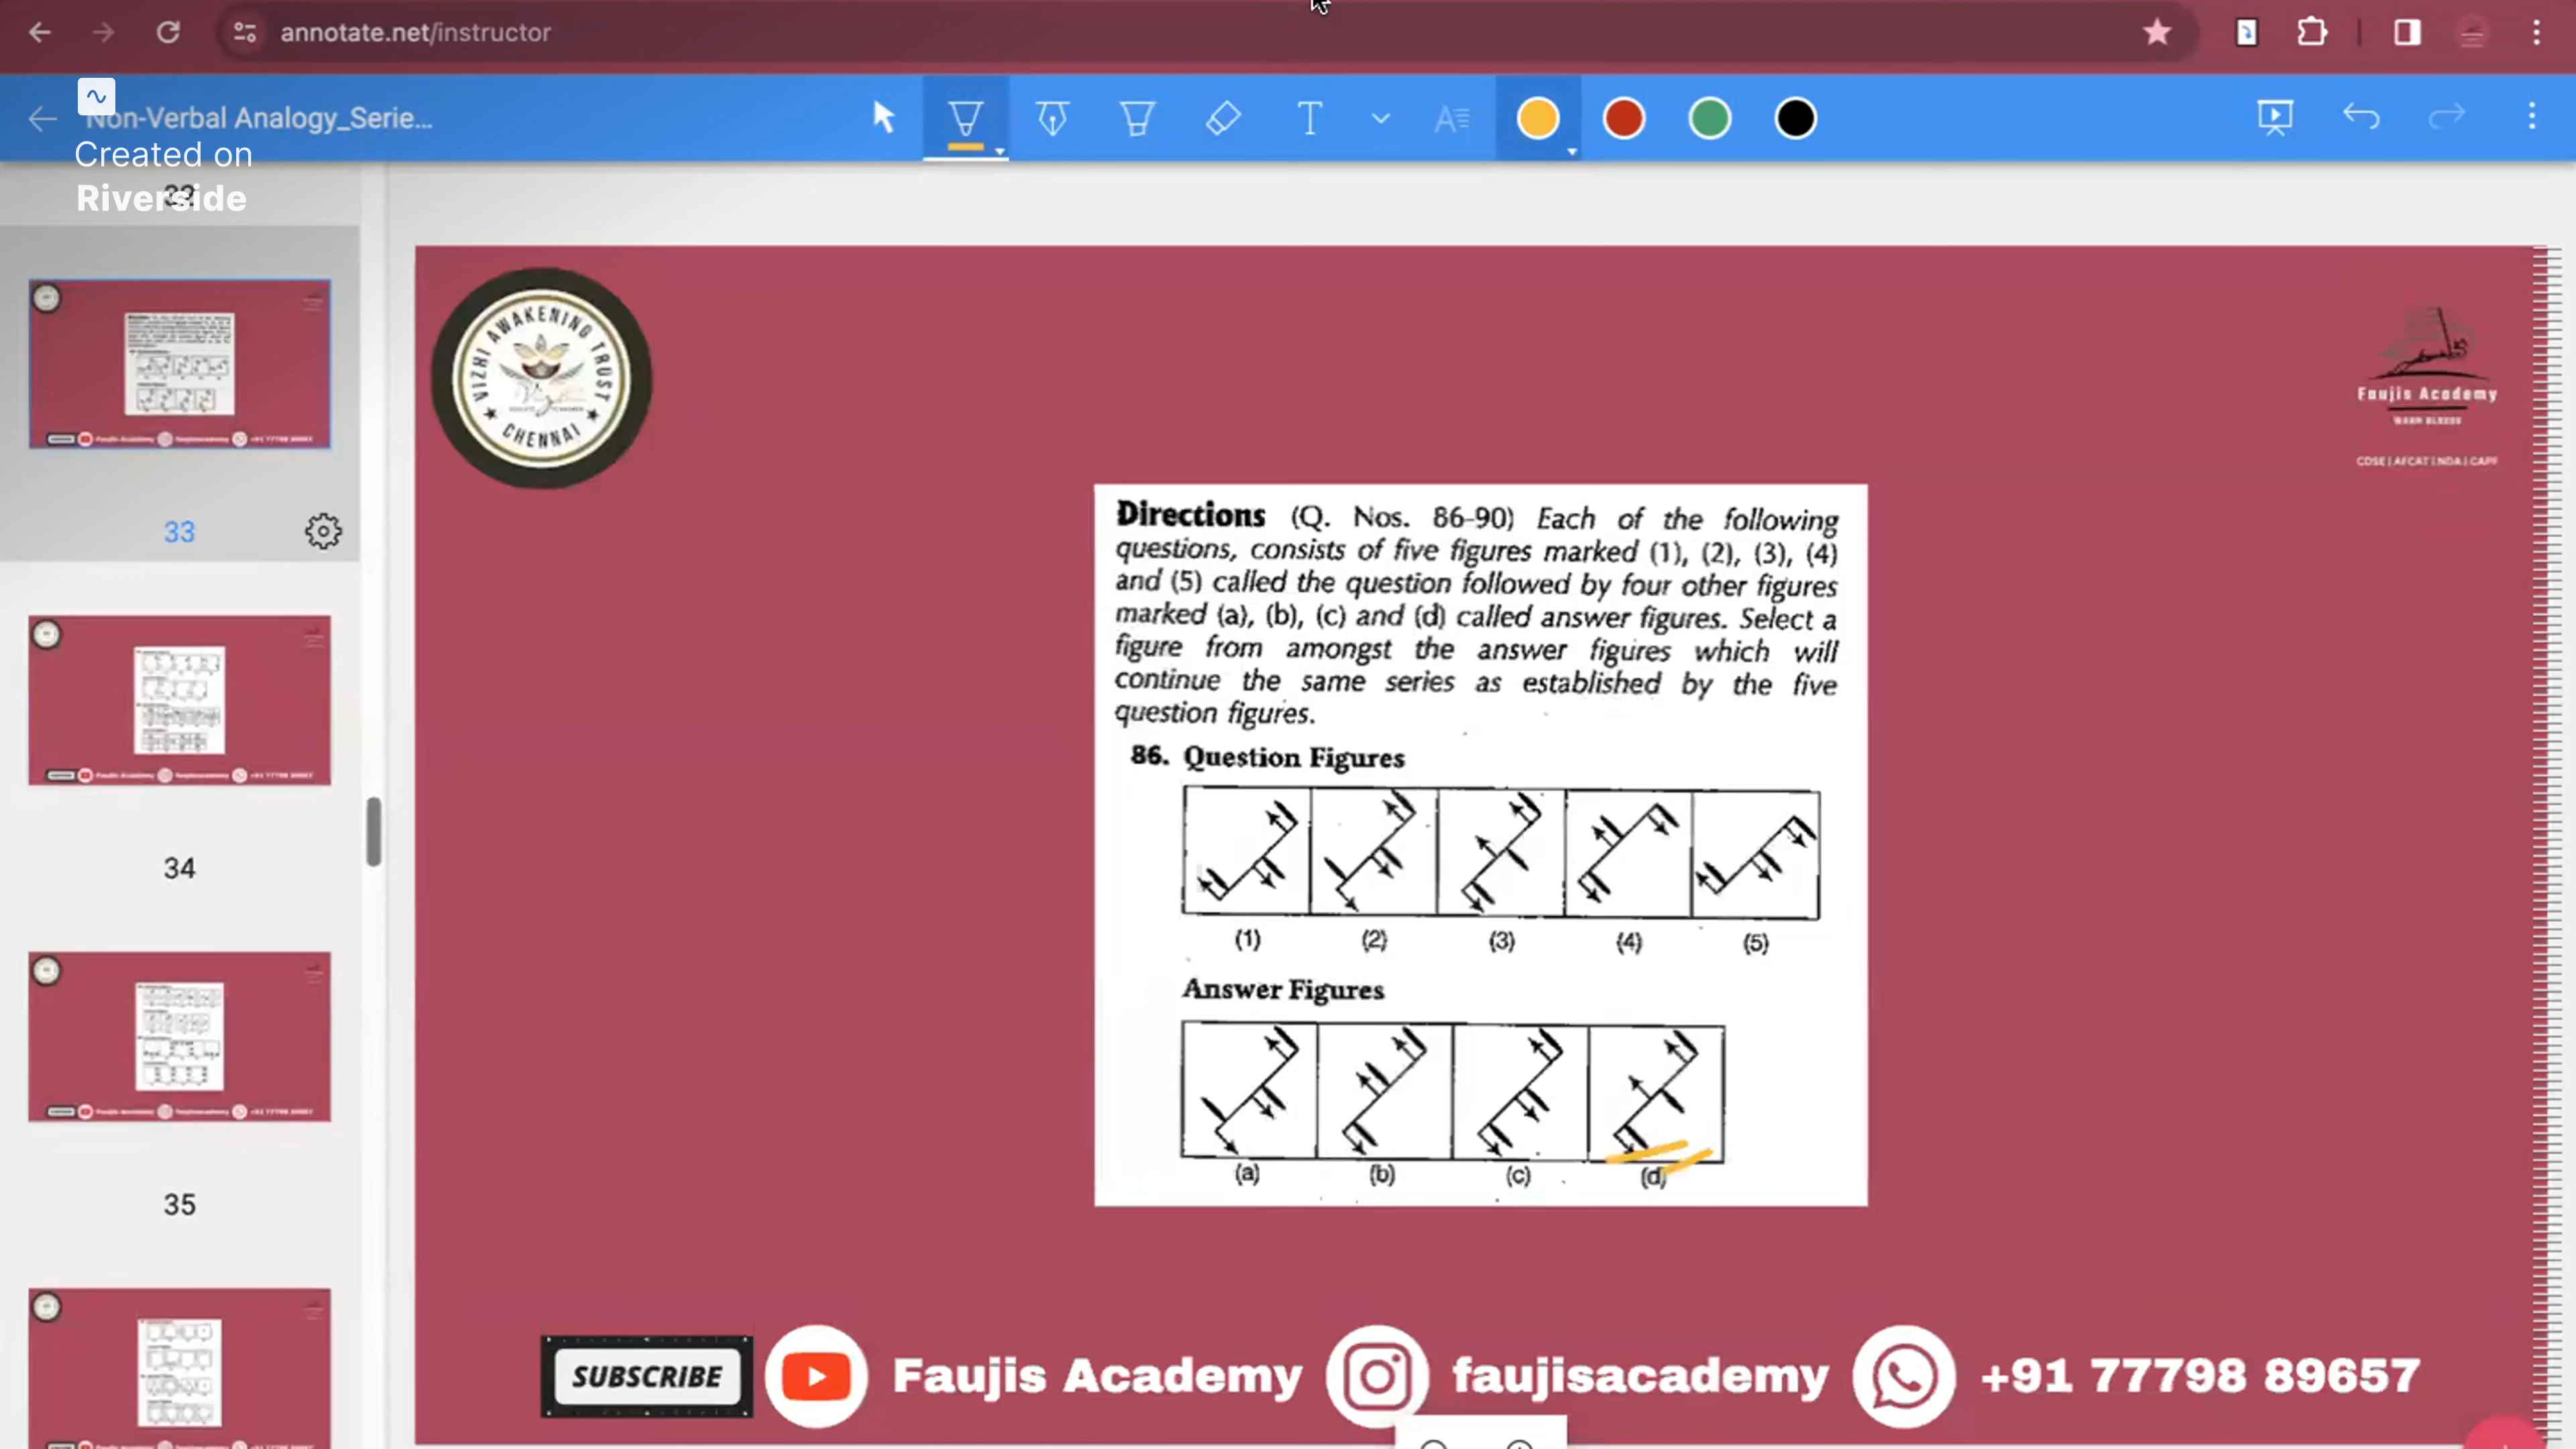 annotate.net/instructor
Non-Verbal Analogy_Serie...
Created on
Riverside
33
34
35
VIZHI AWAKENING TRUST
CHENNAI
Faujis Academy
CDSE | AFCAT | NDA | CAPF
Directions (Q. Nos. 86-90) Each of the following
questions, consists of five figures marked (1), (2), (3), (4)
and (5) called the question followed by four other figures
marked (a), (b), (c) and (d) called answer figures. Select a
figure from amongst the answer figures which will
continue the same series as established by the five
question figures.
86. Question Figures
(1) (2) (3) (4) (5)
Answer Figures
(a) (b) (c) (d)
SUBSCRIBE Faujis Academy faujisacademy +91 77798 89657